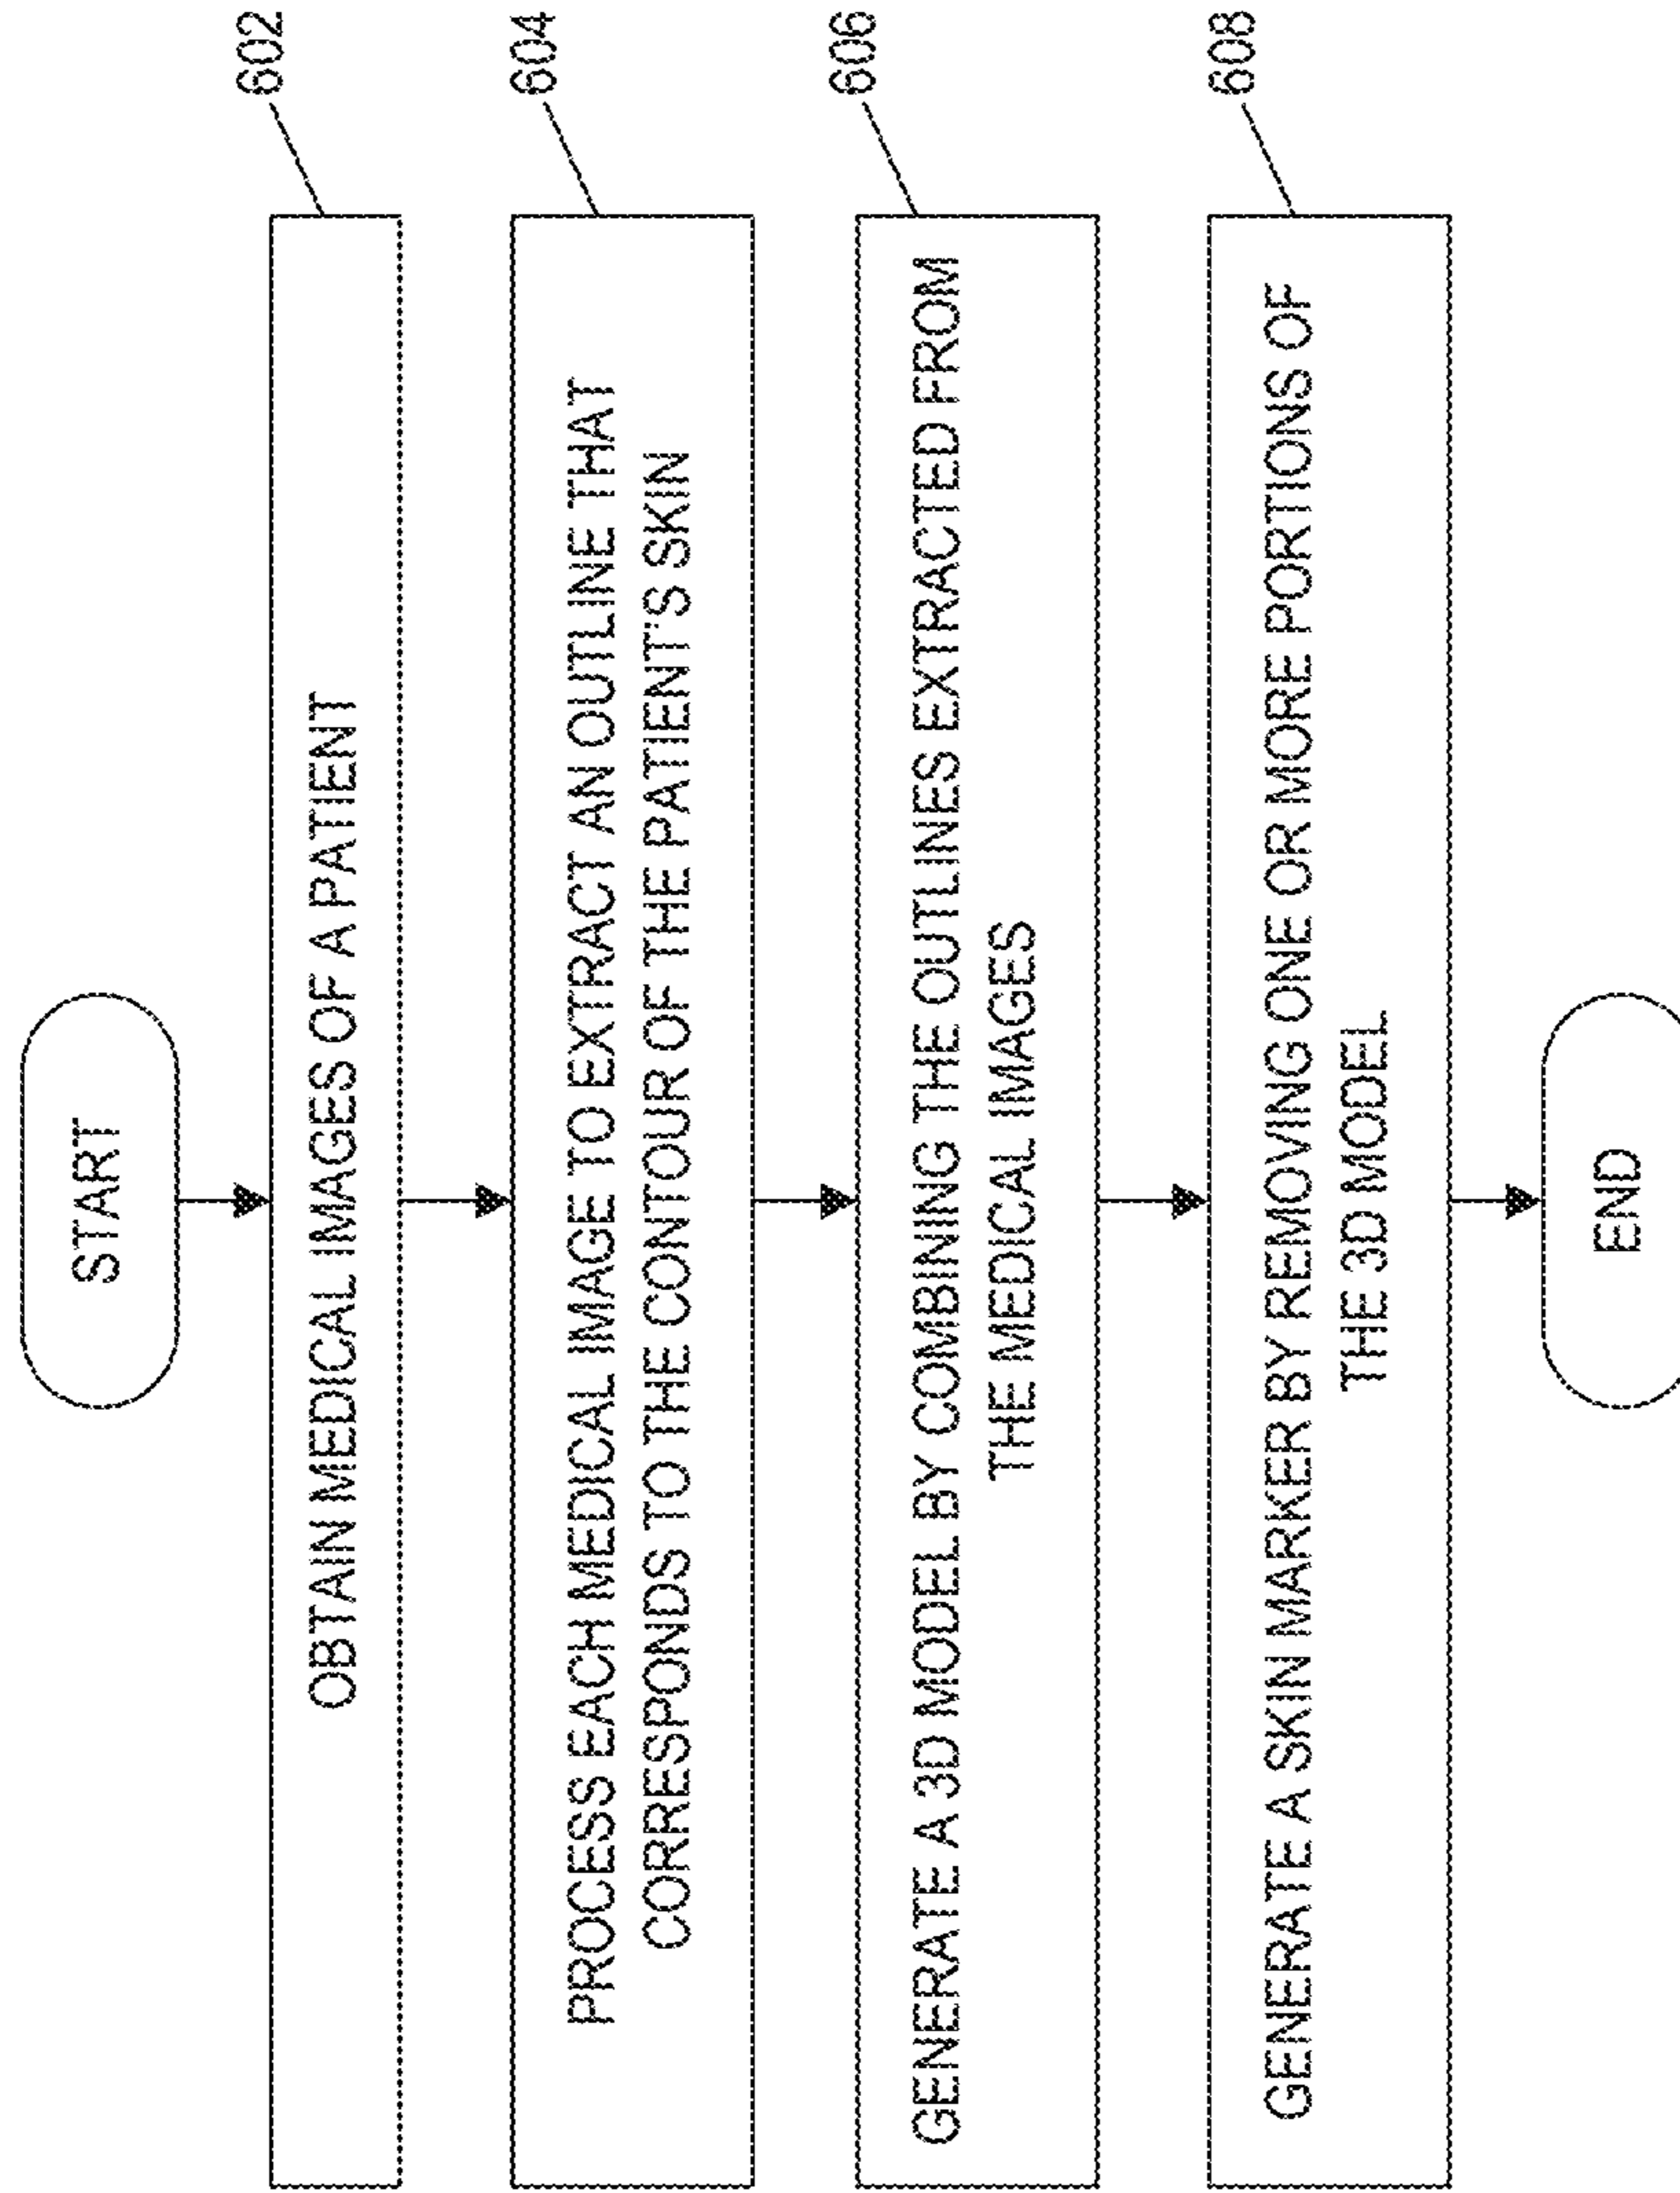 START
602
OBTAIN MEDICAL IMAGES OF A PATIENT
604
PROCESS EACH MEDICAL IMAGE TO EXTRACT AN OUTLINE THAT
CORRESPONDS TO THE CONTOUR OF THE PATIENT'S SKIN
606
GENERATE A 3D MODEL BY COMBINING THE OUTLINES EXTRACTED FROM
THE MEDICAL IMAGES
608
GENERATE A SKIN MARKER BY REMOVING ONE OR MORE PORTIONS OF
THE 3D MODEL
END